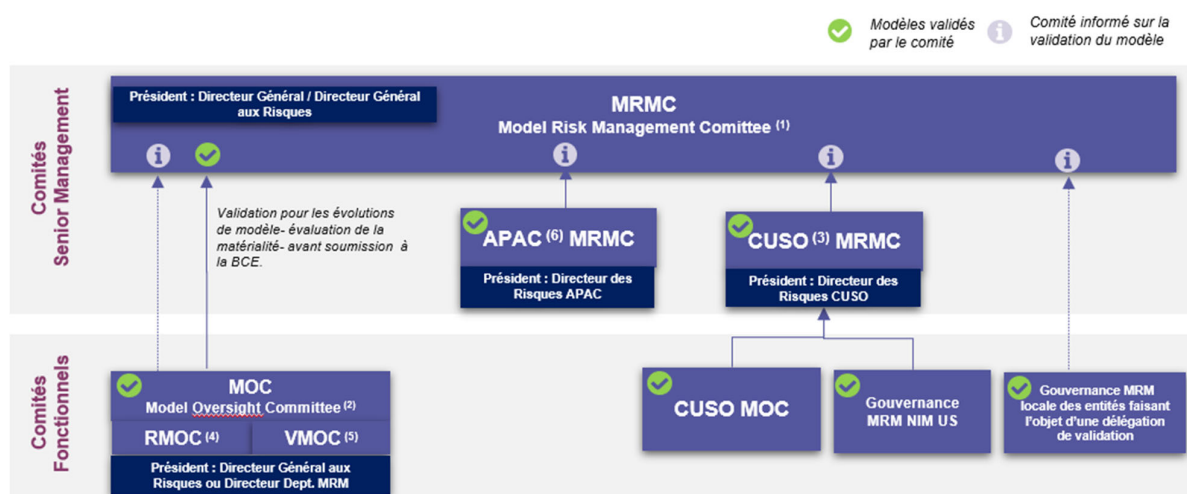 Modèles validés
par le comité
Comité informé sur la
validation du modèle
Comités
Senior Management
Président : Directeur Général / Directeur Général
aux Risques
MRMC
Model Risk Management Comittee (1)
Validation pour les évolutions
de modèle- évaluation de la
matérialité- avant soumission à
la BCE.
APAC (6) MRMC
Président : Directeur des
Risques APAC
CUSO (3) MRMC
Président : Directeur des
Risques CUSO
Comités
Fonctionnels
MOC
Model Oversight Committee (2)
RMOC (4)
VMOC (5)
Président : Directeur Général aux
Risques ou Directeur Dept. MRM
CUSO MOC
Gouvernance
MRM NIM US
Gouvernance MRM
locale des entités faisant
l'objet d'une délégation
de validation